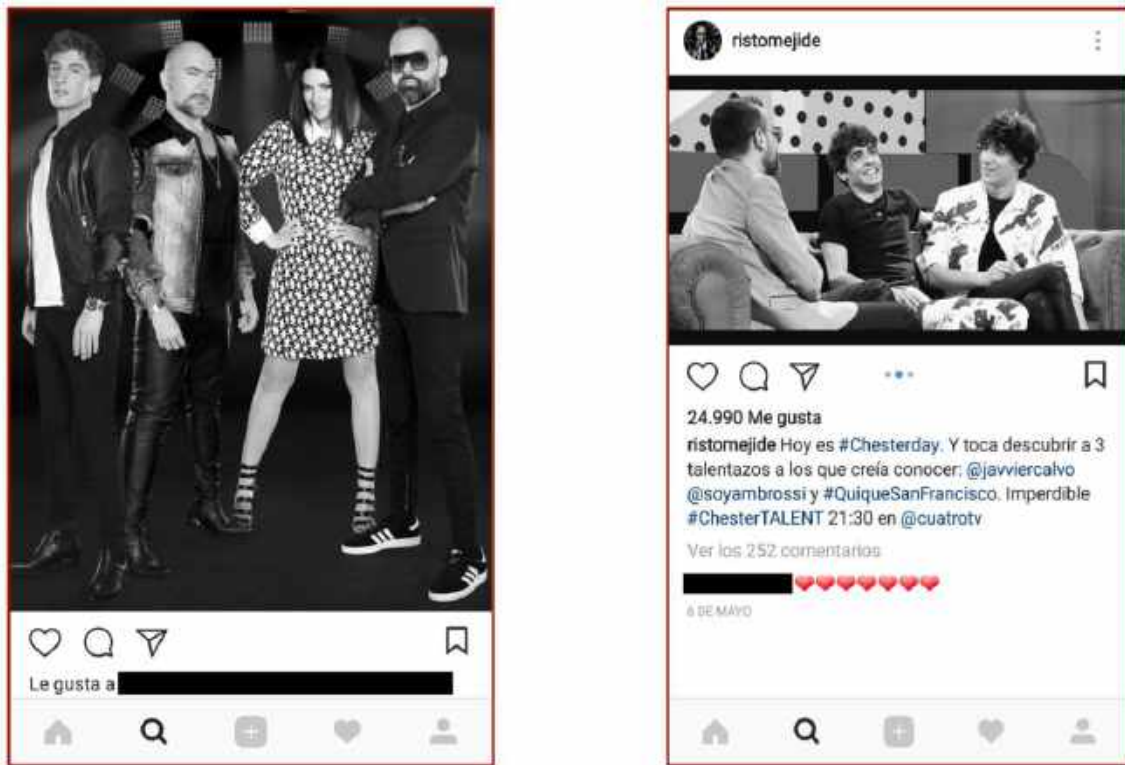 Le gusta a
ristomejide
24.990 Me gusta
ristomejide Hoy es #Chesterday. Y toca descubrir a 3
talentazos a los que creía conocer: @javviercalvo
@soyambrossi y #QuiqueSanFrancisco. Imperdible
#ChesterTALENT 21:30 en @cuatrotv
Ver los 252 comentarios
6 DE MAYO